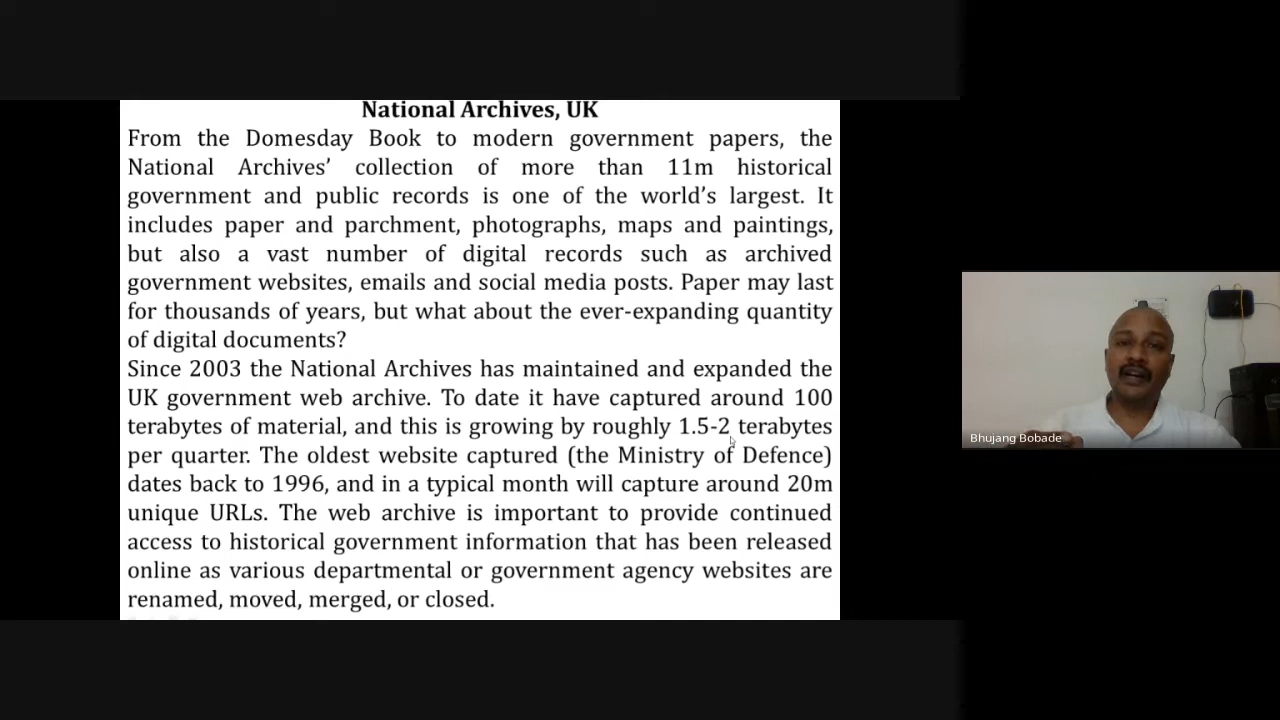 National Archives, UK
From the Domesday Book to modern government papers, the
National Archives’ collection of more than 11m historical
government and public records is one of the world’s largest. It
includes paper and parchment, photographs, maps and paintings,
but also a vast number of digital records such as archived
government websites, emails and social media posts. Paper may last
for thousands of years, but what about the ever-expanding quantity
of digital documents?
Since 2003 the National Archives has maintained and expanded the
UK government web archive. To date it have captured around 100
terabytes of material, and this is growing by roughly 1.5-2 terabytes
per quarter. The oldest website captured (the Ministry of Defence)
dates back to 1996, and in a typical month will capture around 20m
unique URLs. The web archive is important to provide continued
access to historical government information that has been released
online as various departmental or government agency websites are
renamed, moved, merged, or closed.
Bhujang Bobade